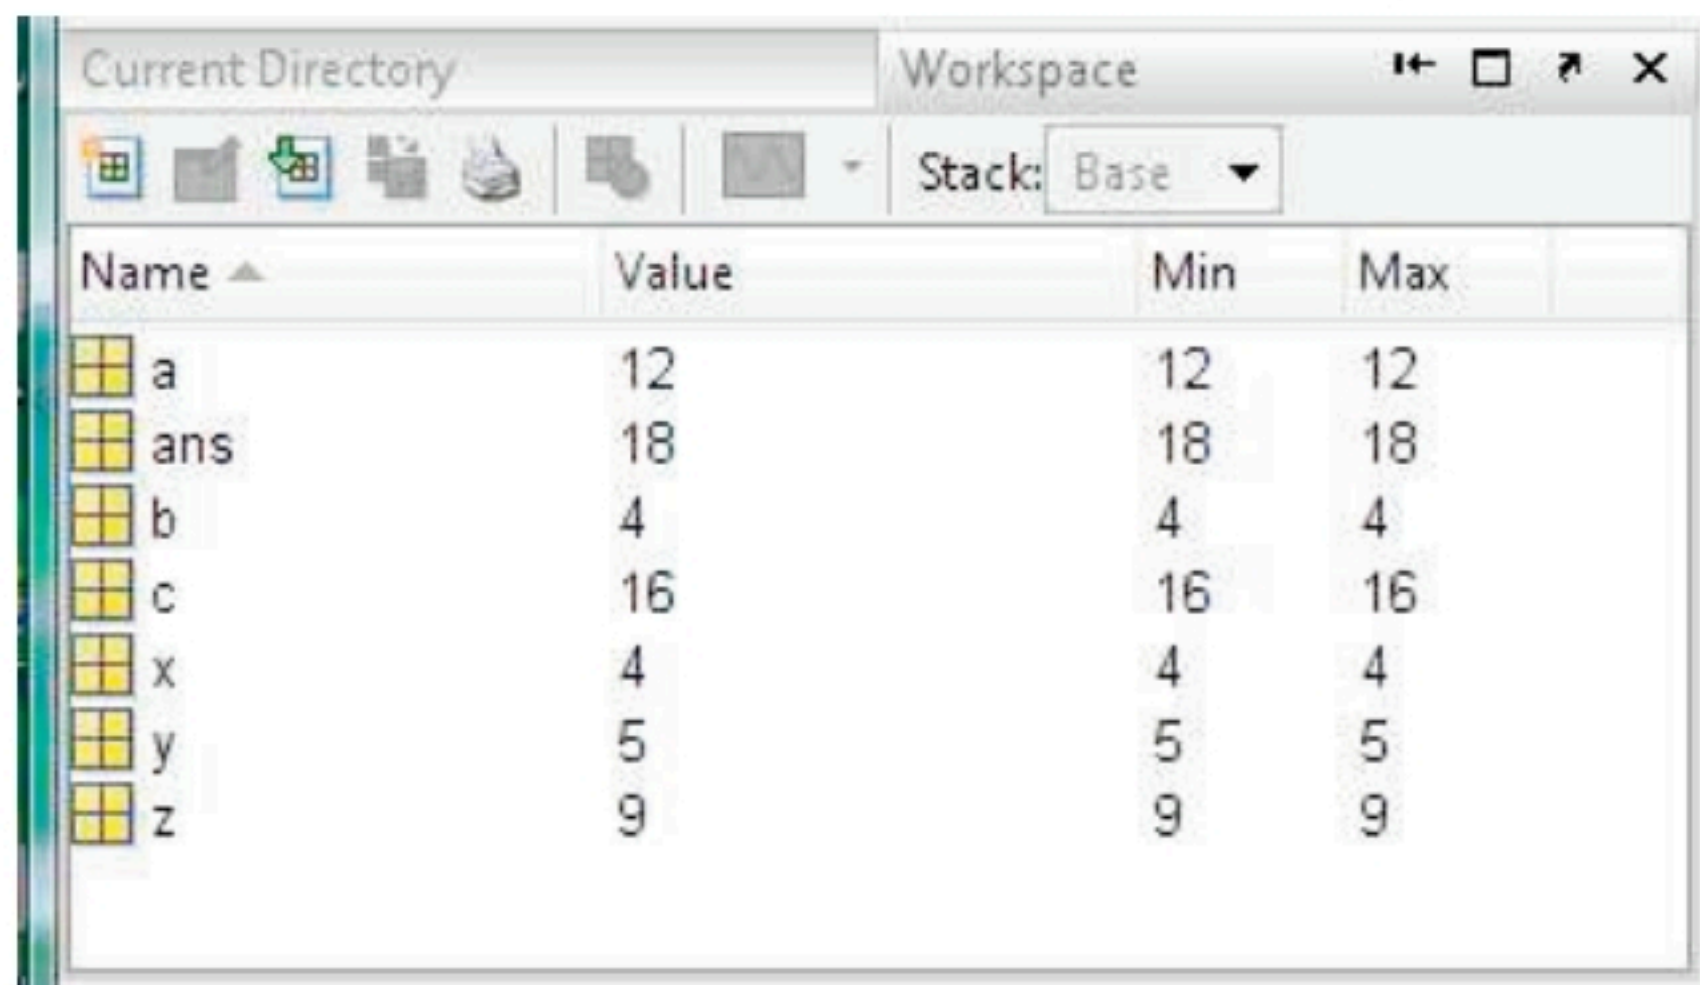 Current Directory Workspace
Stack: Base
Name Value Min Max
a 12 12 12
ans 18 18 18
b 4 4 4
c 16 16 16
x 4 4 4
y 5 5 5
z 9 9 9